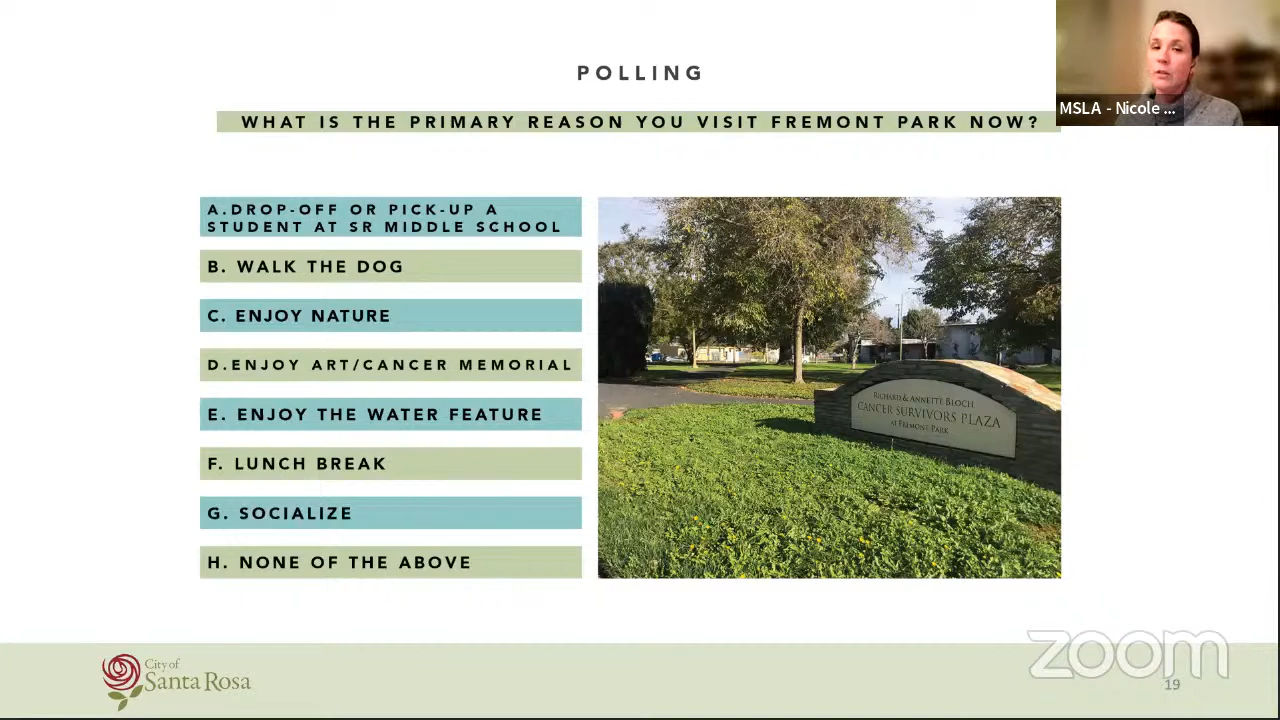 POLLING
WHAT IS THE PRIMARY REASON YOU VISIT FREMONT PARK NOW?
MSLA - Nicole ...
A.DROP-OFF OR PICK-UP A
STUDENT AT SR MIDDLE SCHOOL
B. WALK THE DOG
C. ENJOY NATURE
D.ENJOY ART/CANCER MEMORIAL
E. ENJOY THE WATER FEATURE
F. LUNCH BREAK
G. SOCIALIZE
H. NONE OF THE ABOVE
RICHARD & ANNETTE BLOCH
CANCER SURVIVORS PLAZA
AT FREMONT PARK
City of
Santa Rosa
zoom
19